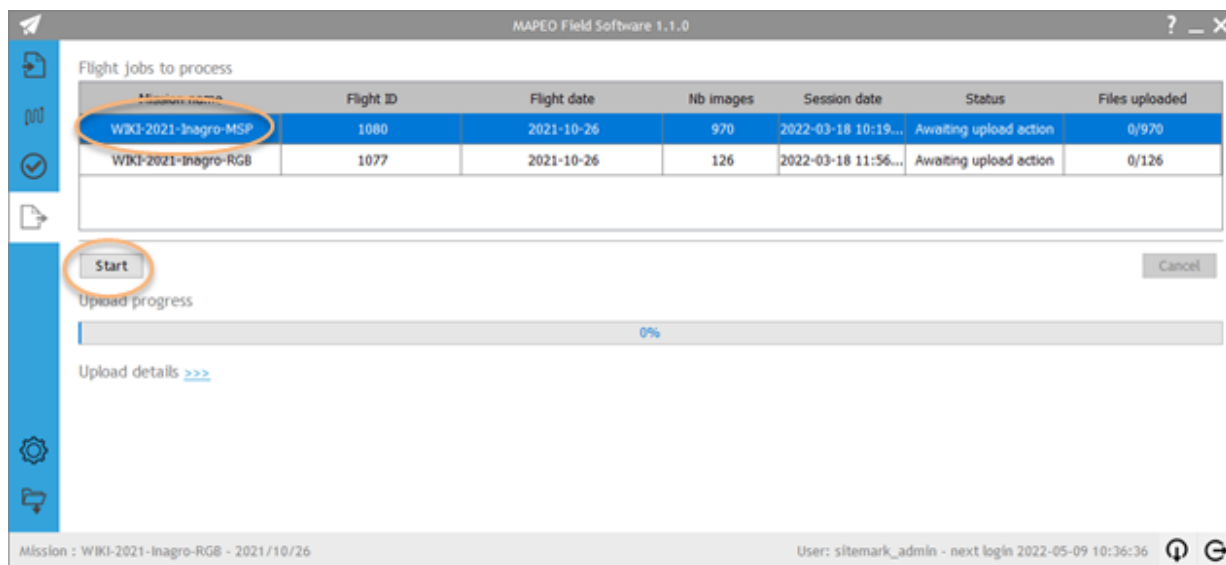 MAPEO Field Software 1.1.0 ? _ X
Flight jobs to process
Mission name Flight ID Flight date Nb images Session date Status Files uploaded
WIKI-2021-Inagro-MSP 1080 2021-10-26 970 2022-03-18 10:19... Awaiting upload action 0/970
WIKI-2021-Inagro-RGB 1077 2021-10-26 126 2022-03-18 11:56... Awaiting upload action 0/126
Start Cancel
Upload progress
0%
Upload details >>>
Mission : WIKI-2021-Inagro-RGB - 2021/10/26 User: sitemark_admin - next login 2022-05-09 10:36:36